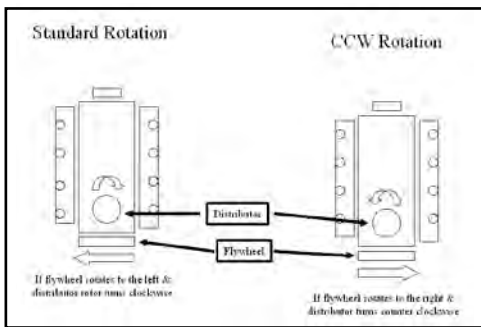 Standard Rotation
CCW Rotation
Distributor
Flywheel
If flywheel rotates to the left &
distributor rotor turns clockwise
If flywheel rotates to the right &
distributor turns counter clockwise